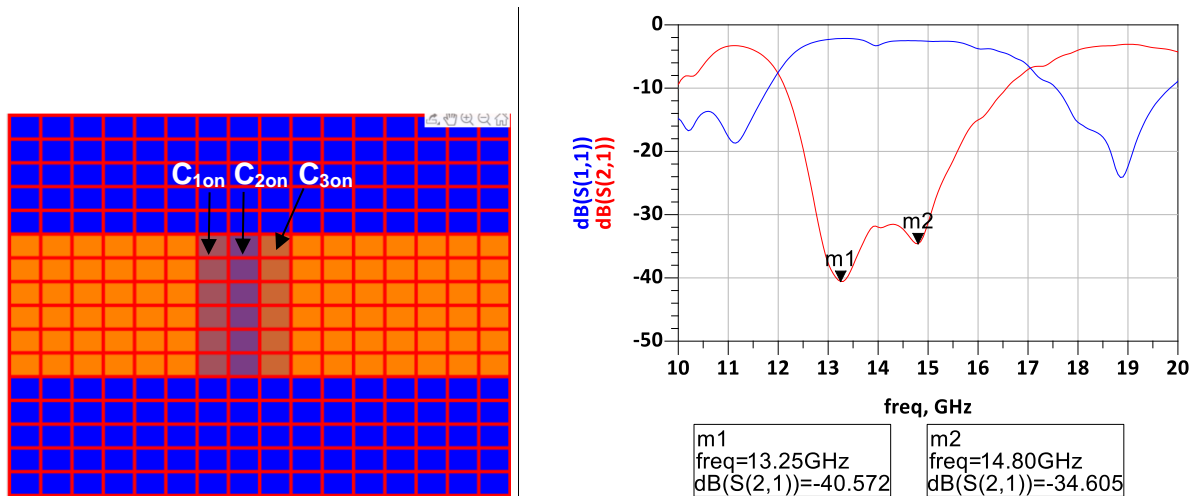 C1on C2on C3on
dB(S(1,1))
dB(S(2,1))
0
-10
-20
-30
-40
-50
m1
m2
10 11 12 13 14 15 16 17 18 19 20
freq, GHz
m1
freq=13.25GHz
dB(S(2,1))=-40.572
m2
freq=14.80GHz
dB(S(2,1))=-34.605